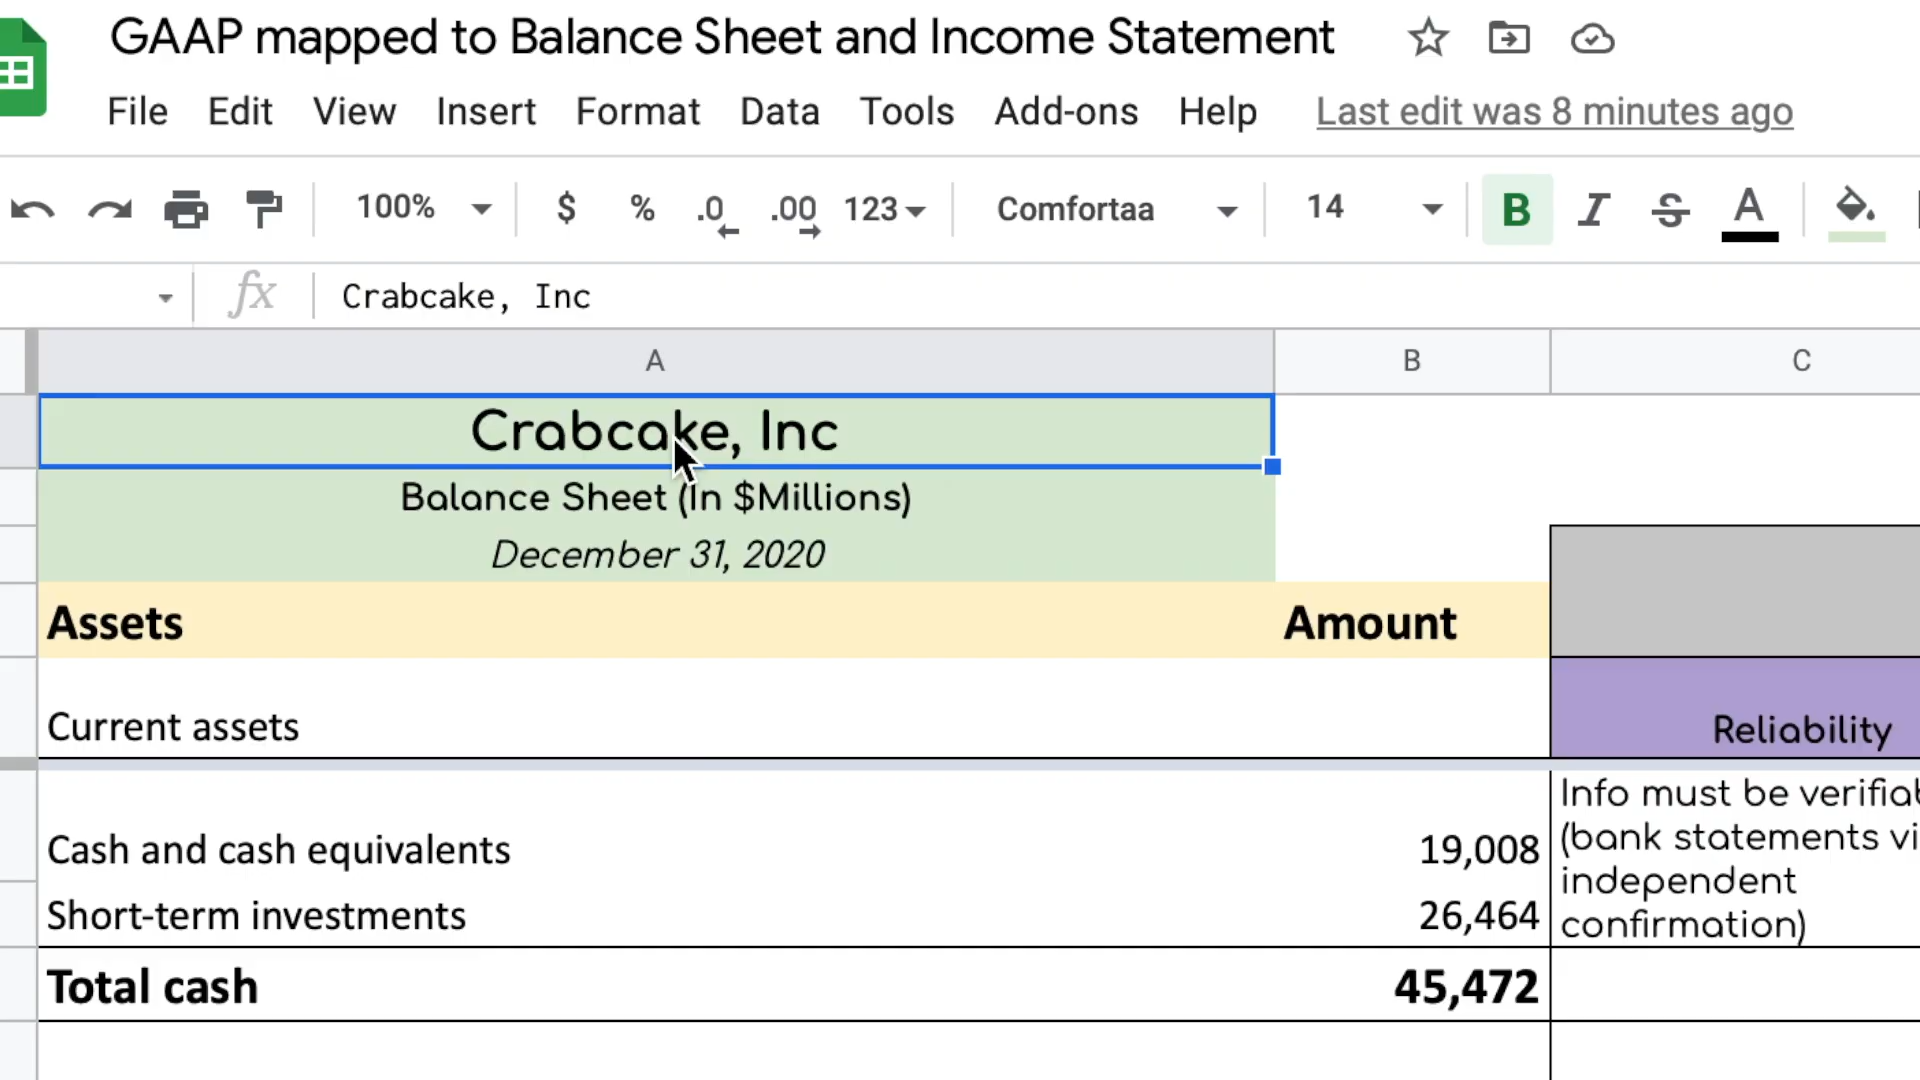 GAAP mapped to Balance Sheet and Income Statement
File Edit View Insert Format Data Tools Add-ons Help Last edit was 8 minutes ago
100% $ % .0 .00 123 Comfortaa 14 B I S A
fx Crabcake, Inc
A B C
Crabcake, Inc
Balance Sheet (In $Millions)
December 31, 2020
Assets Amount
Current assets Reliability
Info must be
Cash and cash equivalents 19,008 (bank statements
independent
Short-term investments 26,464 confirmation)
Total cash 45,472